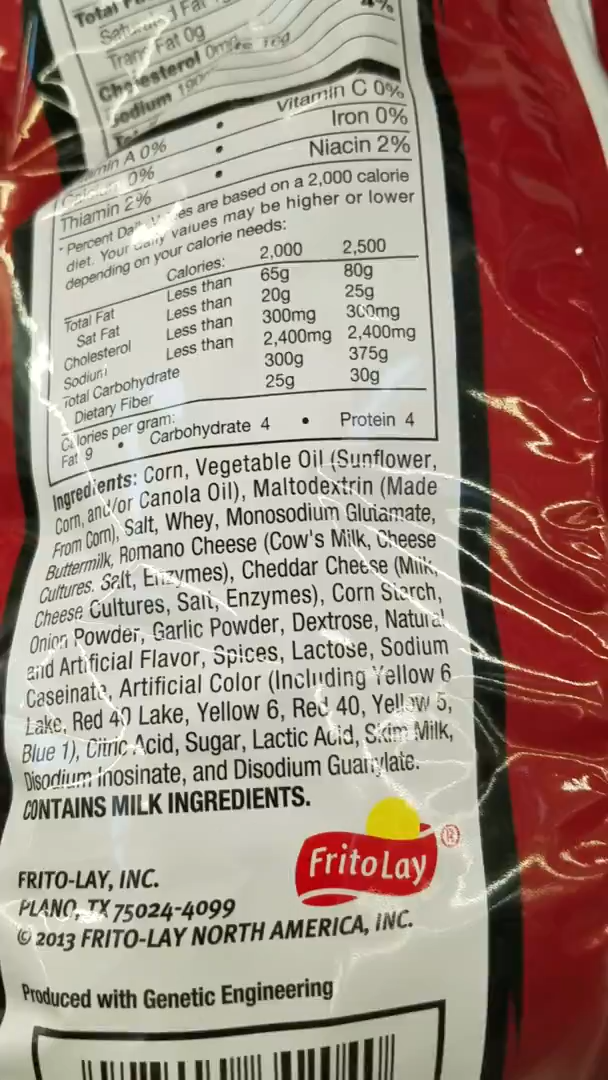 Total
Fat
Trans Fat 0g
Cholesterol 0mg
Sodium
Vitamin C 0%
Iron 0%
Niacin 2%
A 0%
0%
Thiamin 2%
* Percent are based on a 2,000 calorie
diet. Your daily values may be higher or lower
depending on your calorie needs:
Calories: 2,000 2,500
Total Fat Less than 65g 80g
Sat Fat Less than 20g 25g
Cholesterol Less than 300mg 300mg
Sodium Less than 2,400mg 2,400mg
Total Carbohydrate 300g 375g
Dietary Fiber 25g 30g
Calories per gram:
Fat 9 • Carbohydrate 4 • Protein 4
Ingredients: Corn, Vegetable Oil (Sunflower,
Corn, and/or Canola Oil), Maltodextrin (Made
From Corn), Salt, Whey, Monosodium Glutamate,
Buttermilk, Romano Cheese (Cow's Milk, Cheese
Cultures, Salt, Enzymes), Cheddar Cheese (Milk,
Cheese Cultures, Salt, Enzymes), Corn Starch,
Onion Powder, Garlic Powder, Dextrose, Natural
and Artificial Flavor, Spices, Lactose, Sodium
Caseinate, Artificial Color (Including Yellow 6
Lake, Red 40 Lake, Yellow 6, Red 40, Yellow 5,
Blue 1), Citric Acid, Sugar, Lactic Acid, Skim Milk,
Disodium Inosinate, and Disodium Guanylate.
CONTAINS MILK INGREDIENTS.
FritoLay®
FRITO-LAY, INC.
PLANO, TX 75024-4099
© 2013 FRITO-LAY NORTH AMERICA, INC.
Produced with Genetic Engineering